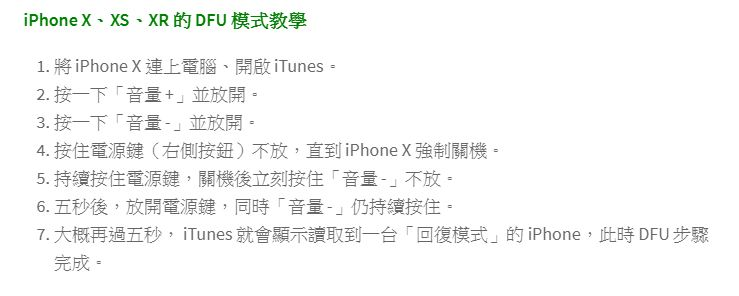 iPhone X、XS、XR 的 DFU 模式教學
1. 將 iPhone X 連上電腦、開啟 iTunes。
2. 按一下「音量 +」並放開。
3. 按一下「音量 -」並放開。
4. 按住電源鍵（右側按鈕）不放，直到 iPhone X 強制關機。
5. 持續按住電源鍵，關機後立刻按住「音量 -」不放。
6. 五秒後，放開電源鍵，同時「音量 -」仍持續按住。
7. 大概再過五秒， iTunes 就會顯示讀取到一台「回復模式」的 iPhone，此時 DFU 步驟
完成。